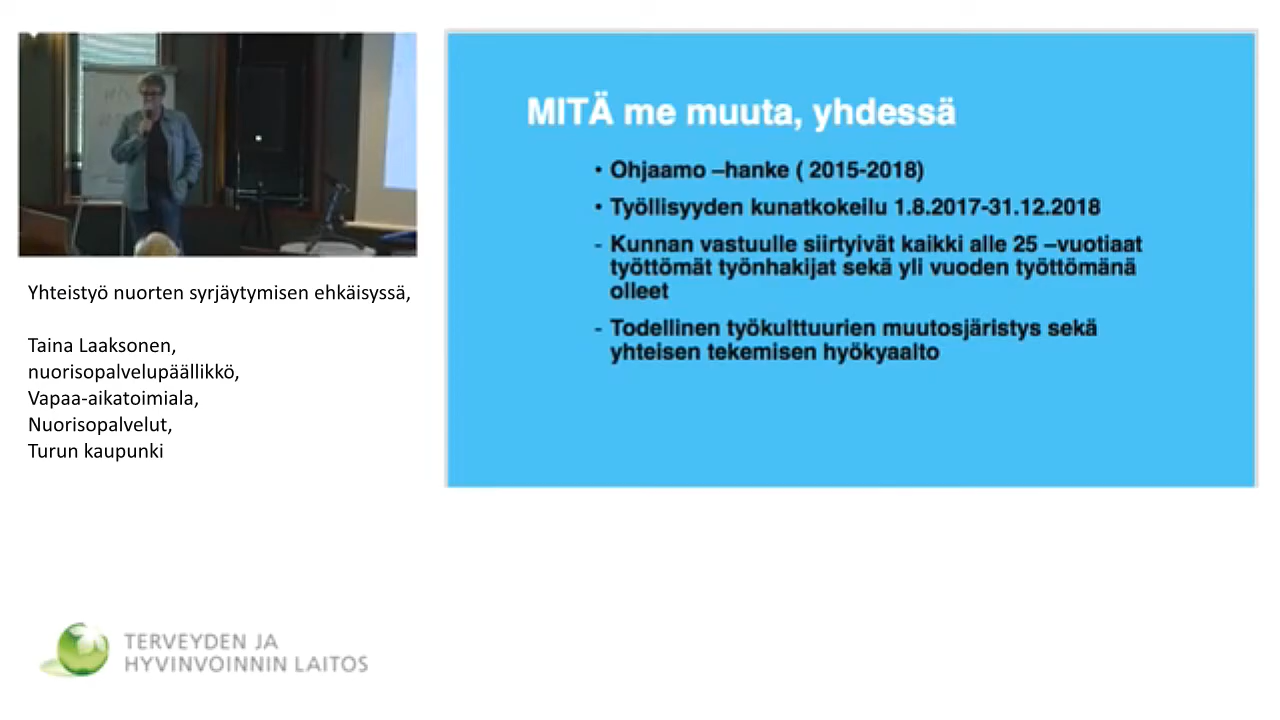 Yhteistyö nuorten syrjäytymisen ehkäisyssä,
Taina Laaksonen,
nuorisopalvelupäällikkö,
Vapaa-aikatoimiala,
Nuorisopalvelut,
Turun kaupunki
MITÄ me muuta, yhdessä
• Ohjaamo –hanke ( 2015-2018)
• Työllisyyden kunatkokeilu 1.8.2017-31.12.2018
- Kunnan vastuulle siirtyivät kaikki alle 25 –vuotiaat
työttömät työnhakijat sekä yli vuoden työttömänä
olleet
- Todellinen työkulttuurien muutosjäristys sekä
yhteisen tekemisen hyökyaalto
TERVEYDEN JA
HYVINVOINNIN LAITOS